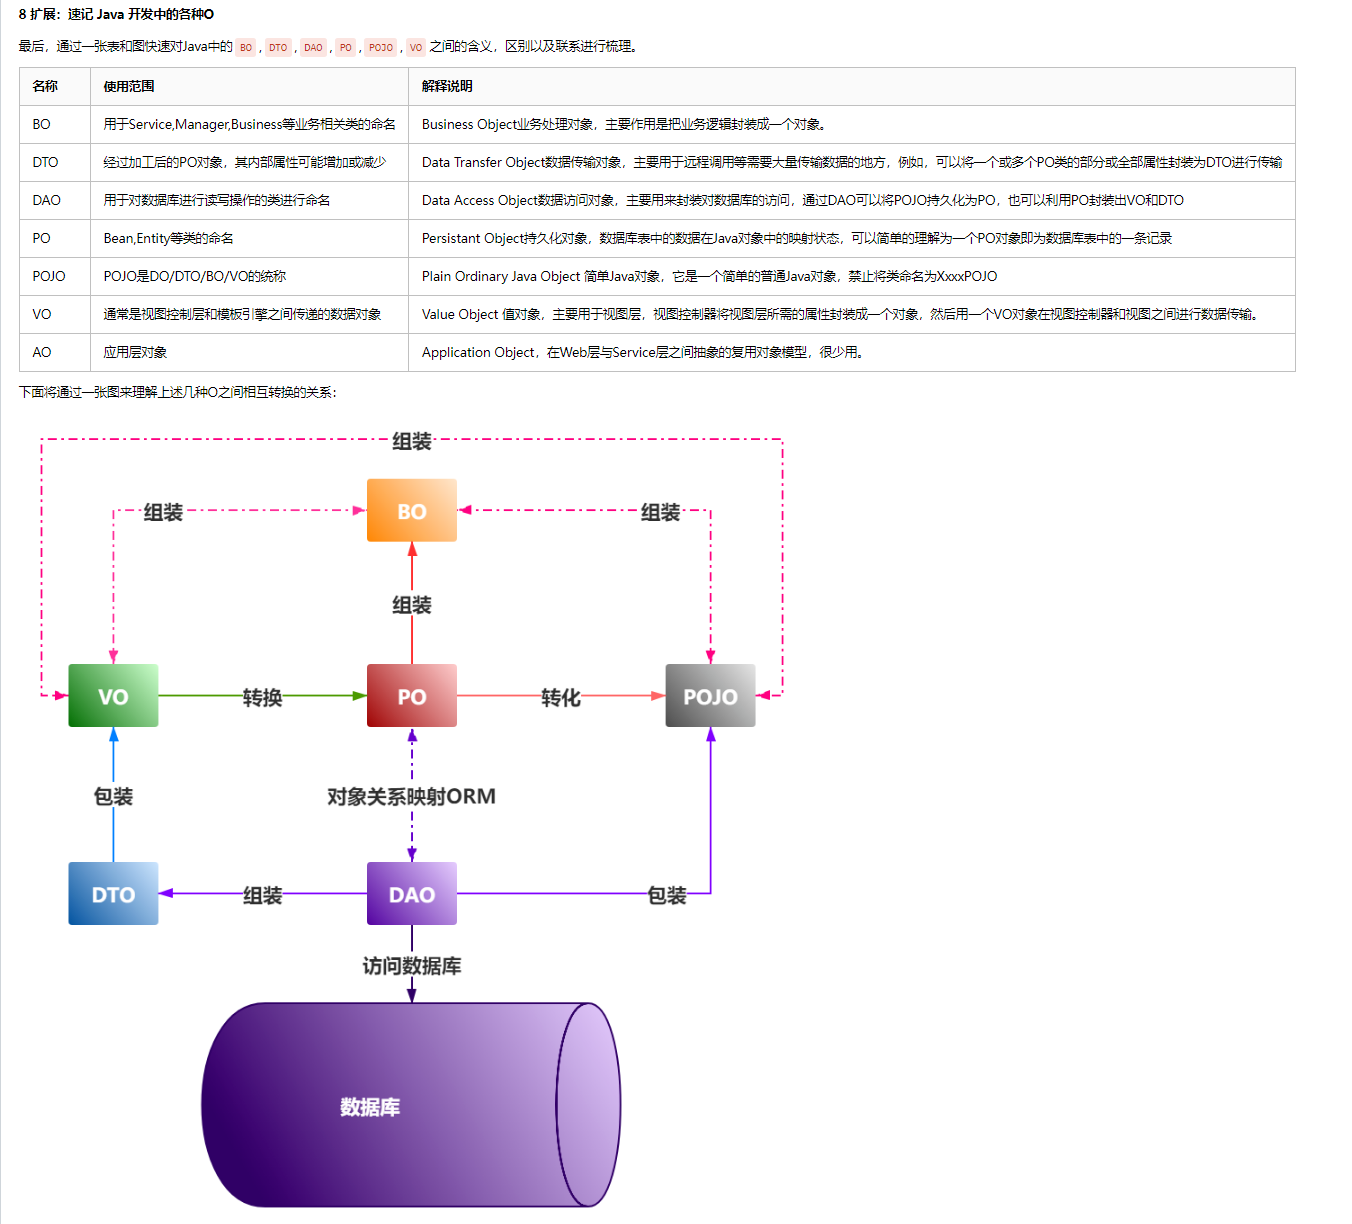 8 扩展：速记 Java 开发中的各种O
最后，通过一张表和图快速对Java中的 BO , DTO , DAO , PO , POJO , VO 之间的含义，区别以及联系进行梳理。
名称 使用范围 解释说明
BO 用于Service,Manager,Business等业务相关类的命名 Business Object业务处理对象，主要作用是把业务逻辑封装成一个对象。
DTO 经过加工后的PO对象，其内部属性可能增加或减少 Data Transfer Object数据传输对象，主要用于远程调用等需要大量传输数据的地方，例如，可以将一个或多个PO类的部分或全部属性封装为DTO进行传输
DAO 用于对数据库进行读写操作的类进行命名 Data Access Object数据访问对象，主要用来封装对数据库的访问，通过DAO可以将POJO持久化为PO，也可以利用PO封装出VO和DTO
PO Bean,Entity等类的命名 Persistant Object持久化对象，数据库表中的数据在Java对象中的映射状态，可以简单的理解为一个PO对象即为数据库表中的一条记录
POJO POJO是DO/DTO/BO/VO的统称 Plain Ordinary Java Object 简单Java对象，它是一个简单的普通Java对象，禁止将类命名为XxxxPOJO
VO 通常是视图控制层和模板引擎之间传递的数据对象 Value Object 值对象，主要用于视图层，视图控制器将视图层所需的属性封装成一个对象，然后用一个VO对象在视图控制器和视图之间进行数据传输。
AO 应用层对象 Application Object，在Web层与Service层之间抽象的复用对象模型，很少用。
下面将通过一张图来理解上述几种O之间相互转换的关系：
组装
组装 BO 组装
组装
VO 转换 PO 转化 POJO
包装 对象关系映射ORM
DTO 组装 DAO 包装
访问数据库
数据库